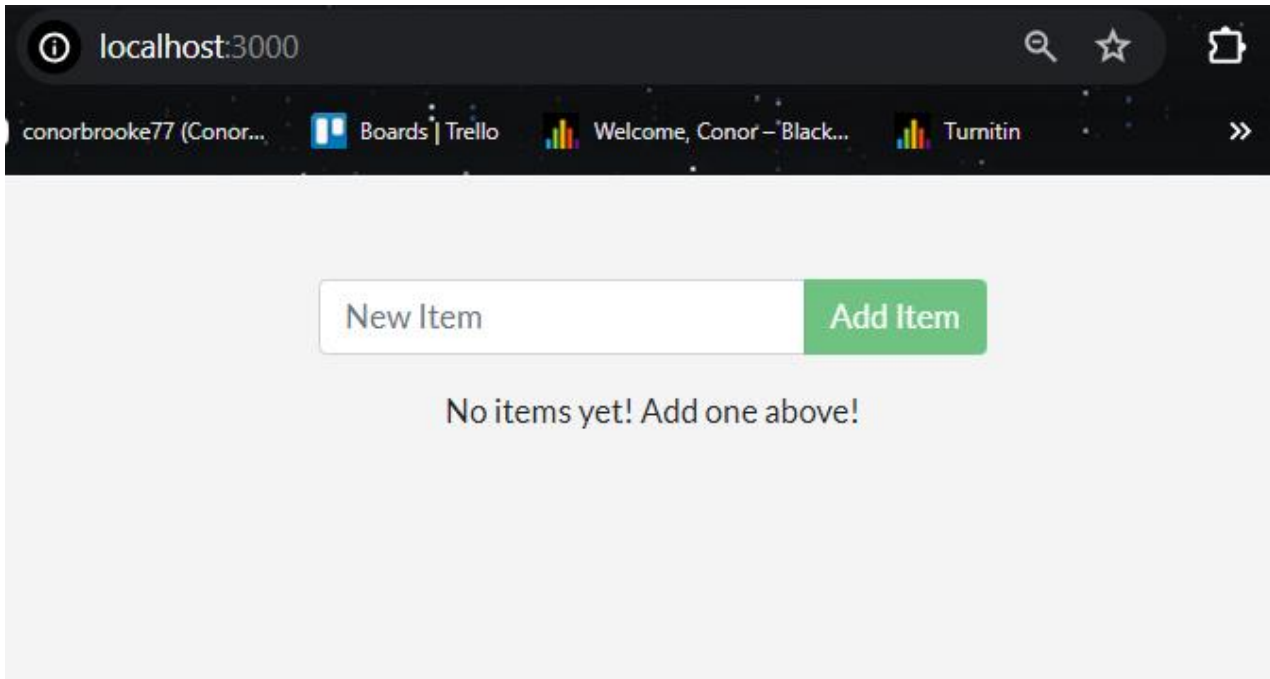 localhost:3000
conorbrooke77 (Conor... Boards | Trello Welcome, Conor – Black... Turnitin »
New Item Add Item
No items yet! Add one above!